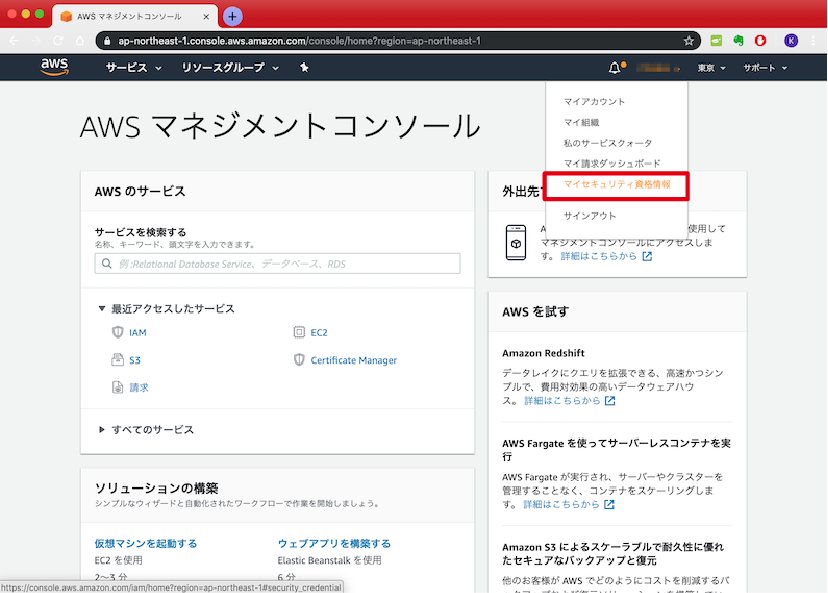 AWS マネジメントコンソール
ap-northeast-1.console.aws.amazon.com/console/home?region=ap-northeast-1
K
aws
サービス
リソースグループ
東京
サポート
マイアカウント
マイ組織
私のサービスクォータ
マイ請求ダッシュボード
マイセキュリティ資格情報
サインアウト
AWS マネジメントコンソール
AWS のサービス
サービスを検索する
名称、キーワード、頭文字を入力できます。
例:Relational Database Service、データベース、RDS
最近アクセスしたサービス
IAM
EC2
S3
Certificate Manager
請求
すべてのサービス
ソリューションの構築
シンプルなウィザードと自動化されたワークフローで作業を開始しましょう。
仮想マシンを起動する
EC2 を使用
2～3 分
ウェブアプリを構築する
Elastic Beanstalk を使用
6 分
外出先
使用して
マネジメントコンソールにアクセスしま
す。 詳細はこちらから
AWS を試す
Amazon Redshift
データレイクにクエリを拡張できる、高速かつシン
プルで、費用対効果の高いデータウェアハウ
ス。 詳細はこちらから
AWS Fargate を使ってサーバーレスコンテナを実
行
AWS Fargate が実行され、サーバーやクラスターを
管理することなく、コンテナをスケーリングしま
す。 詳細はこちらから
Amazon S3 によるスケーラブルで耐久性に優れ
たセキュアなバックアップと復元
他のお客様が AWS でどのようにコストを削減するバ
https://console.aws.amazon.com/iam/home?region=ap-northeast-1#security_credential